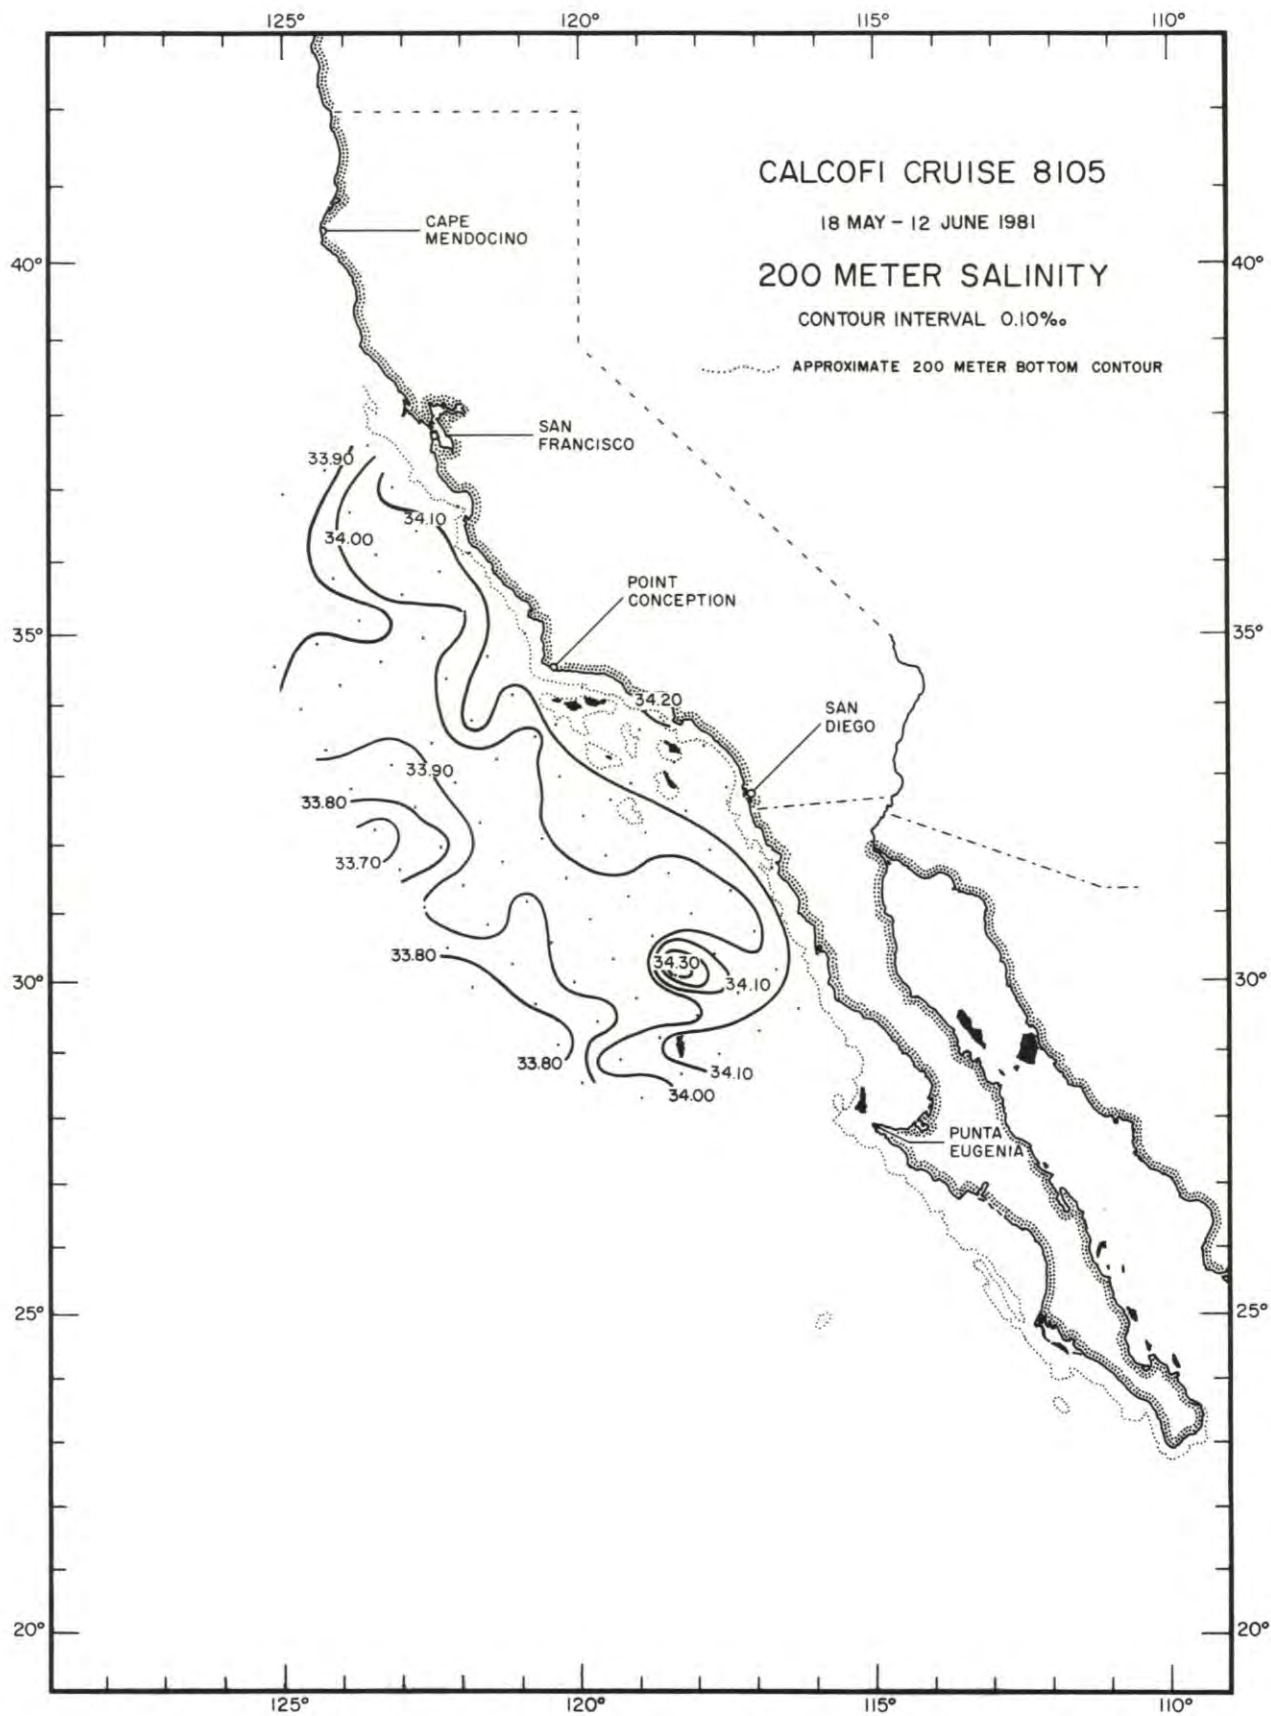 125° 120° 115° 110°
CALCOFI CRUISE 8105
18 MAY – 12 JUNE 1981
CAPE
MENDOCINO
40° 200 METER SALINITY 40°
CONTOUR INTERVAL 0.10‰
APPROXIMATE 200 METER BOTTOM CONTOUR
SAN
FRANCISCO
33.90
34.10
34.00
POINT
CONCEPTION
35° 35°
34.20
SAN
DIEGO
33.90
33.80
33.70
33.80
34.30
30° 34.10 30°
33.80
34.10
34.00
PUNTA
EUGENIA
25° 25°
20° 20°
125° 120° 115° 110°